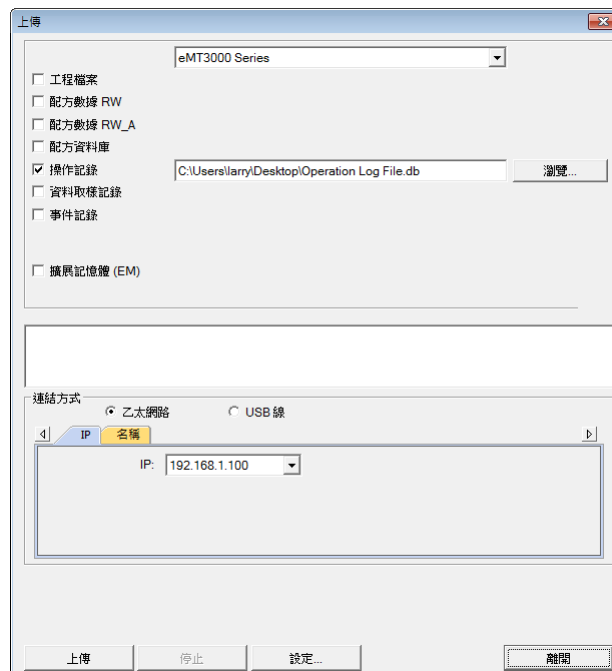 上傳
eMT3000 Series
工程檔案
配方數據 RW
配方數據 RW_A
配方資料庫
操作記錄 C:\Users\larry\Desktop\Operation Log File.db 瀏覽...
資料取樣記錄
事件記錄
擴展記憶體 (EM)
連結方式
乙太網路 USB 線
IP 名稱
IP: 192.168.1.100
上傳 停止 設定... 離開